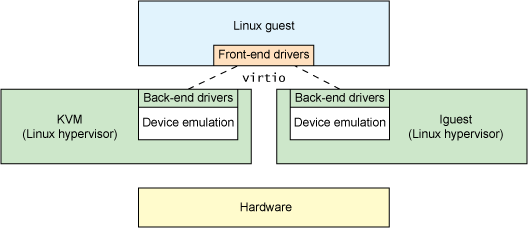 Linux guest
Front-end drivers
virtio
Back-end drivers
KVM
(Linux hypervisor)
Device emulation
Back-end drivers
Device emulation
lguest
(Linux hypervisor)
Hardware